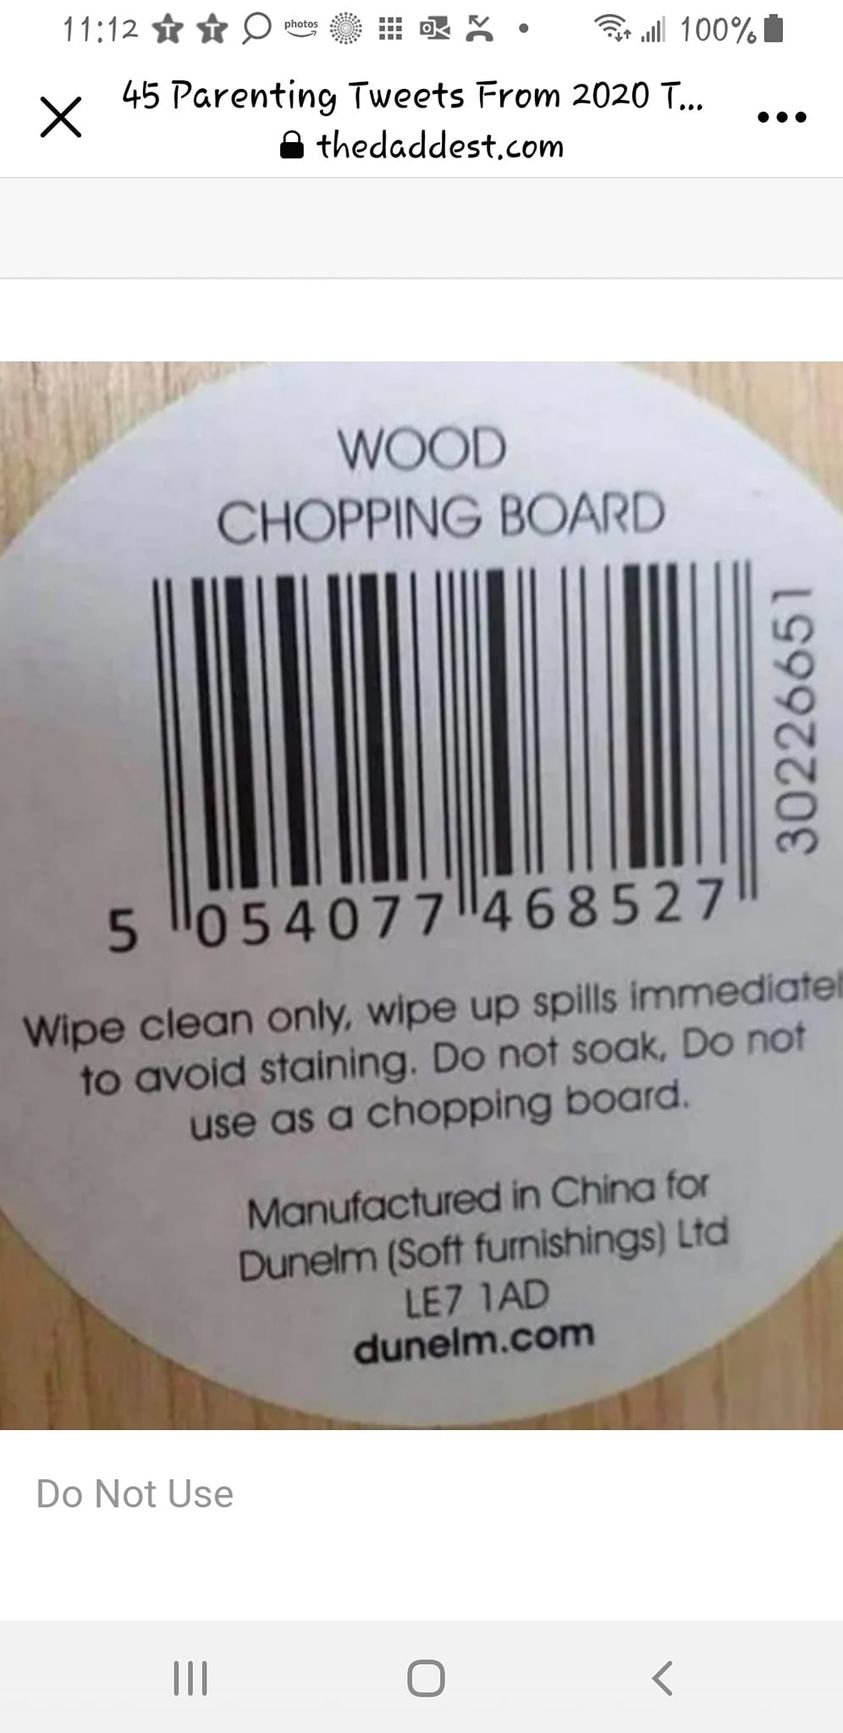 11:12 photos 100%
45 Parenting Tweets From 2020 T...
thedaddest.com
WOOD
CHOPPING BOARD
30226651
5 054077 468527
Wipe clean only, wipe up spills immediatel
to avoid staining. Do not soak, Do not
use as a chopping board.
Manufactured in China for
Dunelm (Soft furnishings) Ltd
LE7 1AD
dunelm.com
Do Not Use